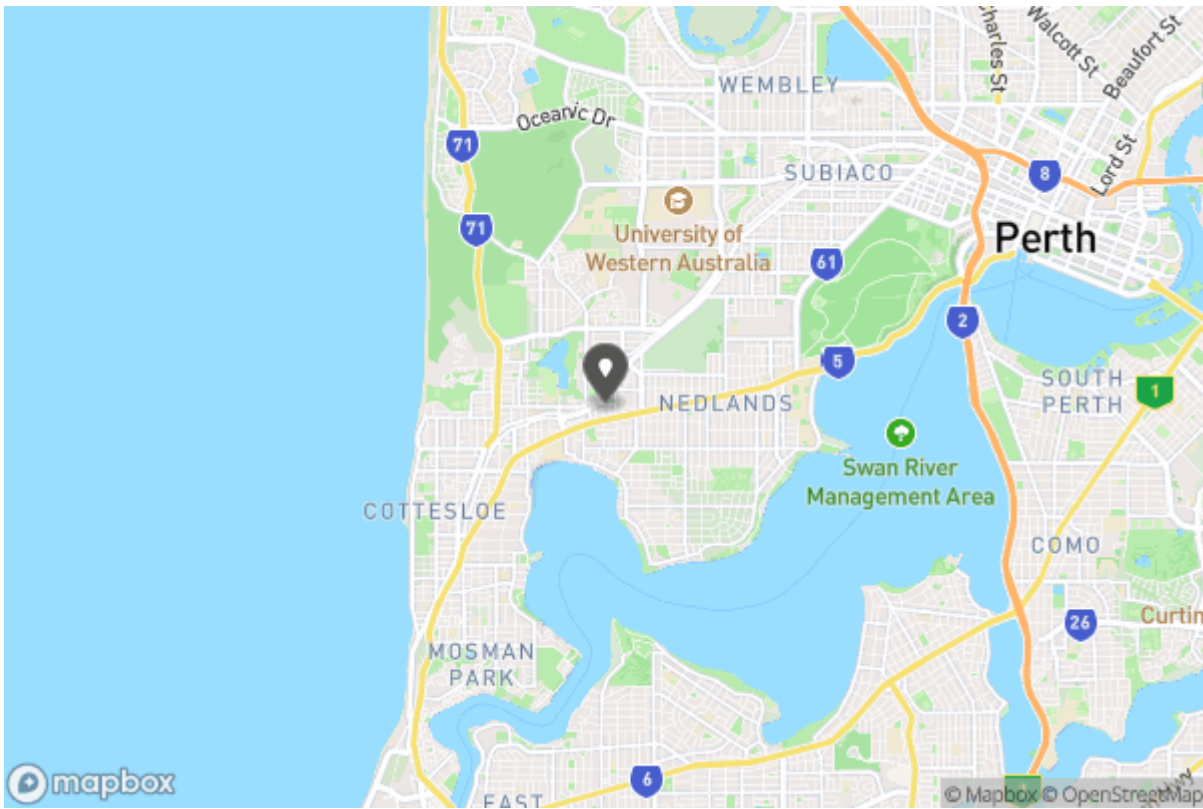 Charles St
Walcott St
Beaufort St
WEMBLEY
Oceanic Dr
71
Lord St
SUBIACO
8
71
University of
Western Australia
Perth
61
2
5
SOUTH
PERTH
1
NEDLANDS
Swan River
Management Area
COTTESLOE
COMO
Curtin
26
MOSMAN
PARK
6
mapbox
EAST
© Mapbox © OpenStreetMap